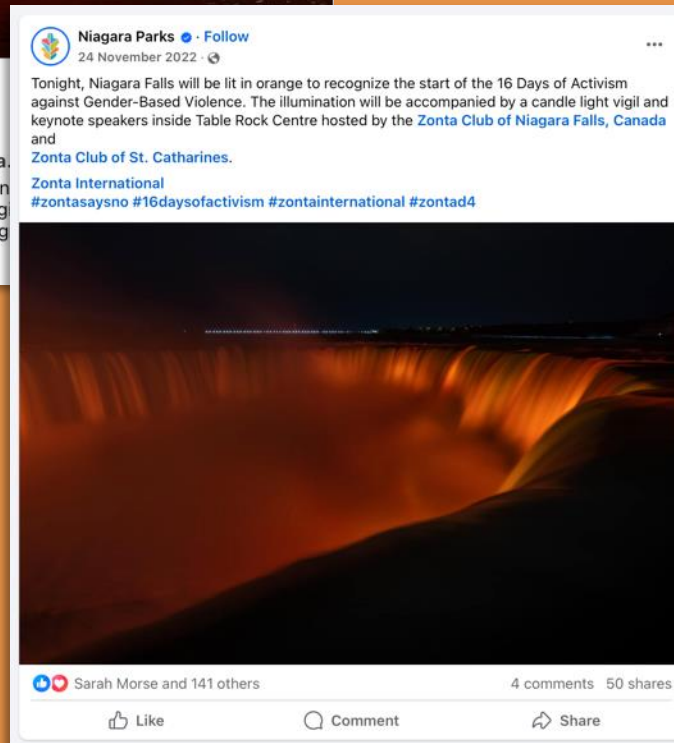 Niagara Parks · Follow
24 November 2022 ·
Tonight, Niagara Falls will be lit in orange to recognize the start of the 16 Days of Activism
against Gender-Based Violence. The illumination will be accompanied by a candle light vigil and
keynote speakers inside Table Rock Centre hosted by the Zonta Club of Niagara Falls, Canada
and
Zonta Club of St. Catharines.
Zonta International
#zontasaysno #16daysofactivism #zontainternational #zontad4
Sarah Morse and 141 others 4 comments 50 shares
Like Comment Share